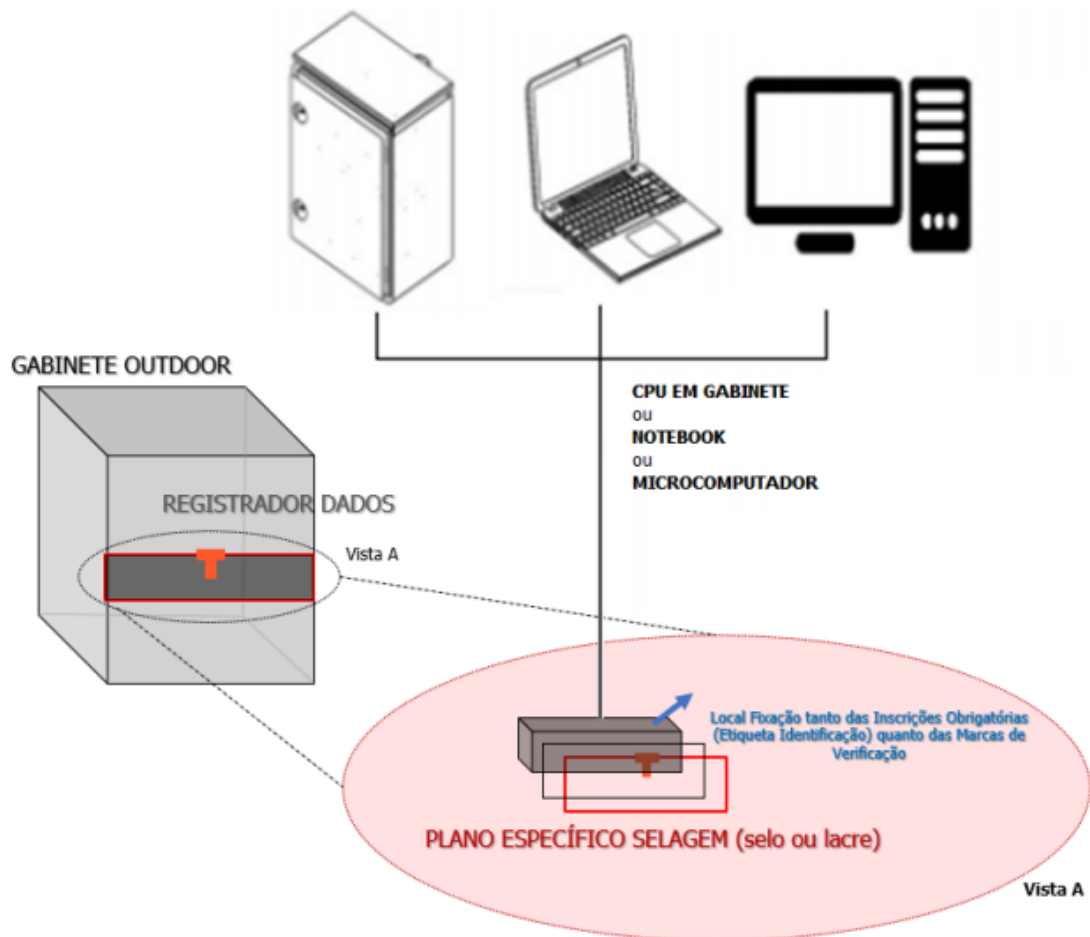 GABINETE OUTDOOR
CPU EM GABINETE
ou
NOTEBOOK
ou
MICROCOMPUTADOR
REGISTRADOR DADOS
Vista A
Local Fixação tanto das Inscrições Obrigatórias
(Etiqueta Identificação) quanto das Marcas de
Verificação
PLANO ESPECÍFICO SELAGEM (selo ou lacre)
Vista A